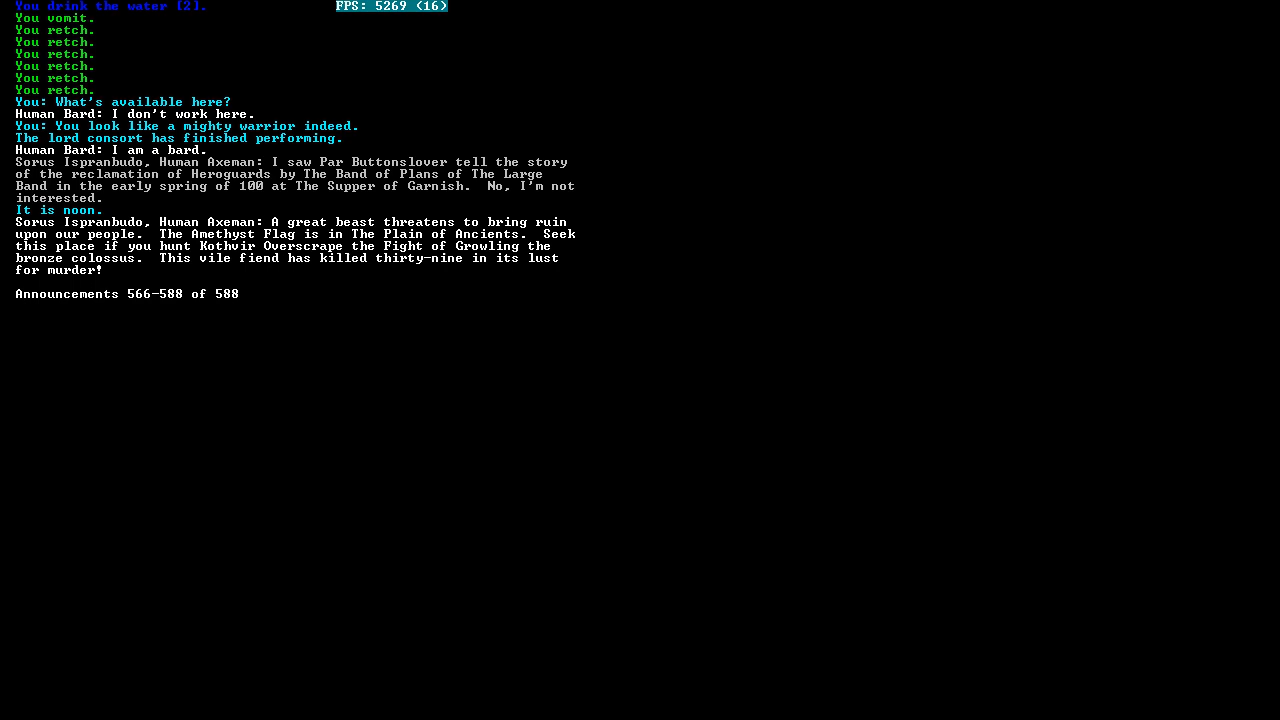 You drink the water [2]. FPS: 5269 (16)
You vomit.
You retch.
You retch.
You retch.
You retch.
You retch.
You retch.
You: What's available here?
Human Bard: I don't work here.
You: You look like a mighty warrior indeed.
The lord consort has finished performing.
Human Bard: I am a bard.
Sorus Ispranbudo, Human Axeman: I saw Par Buttonslover tell the story
of the reclamation of Heroguards by The Band of Plans of The Large
Band in the early spring of 100 at The Supper of Garnish.  No, I'm not
interested.
It is noon.
Sorus Ispranbudo, Human Axeman: A great beast threatens to bring ruin
upon our people.  The Amethyst Flag is in The Plain of Ancients.  Seek
this place if you hunt Kothvir Overscrape the Fight of Growling the
bronze colossus.  This vile fiend has killed thirty-nine in its lust
for murder!
Announcements 566-588 of 588